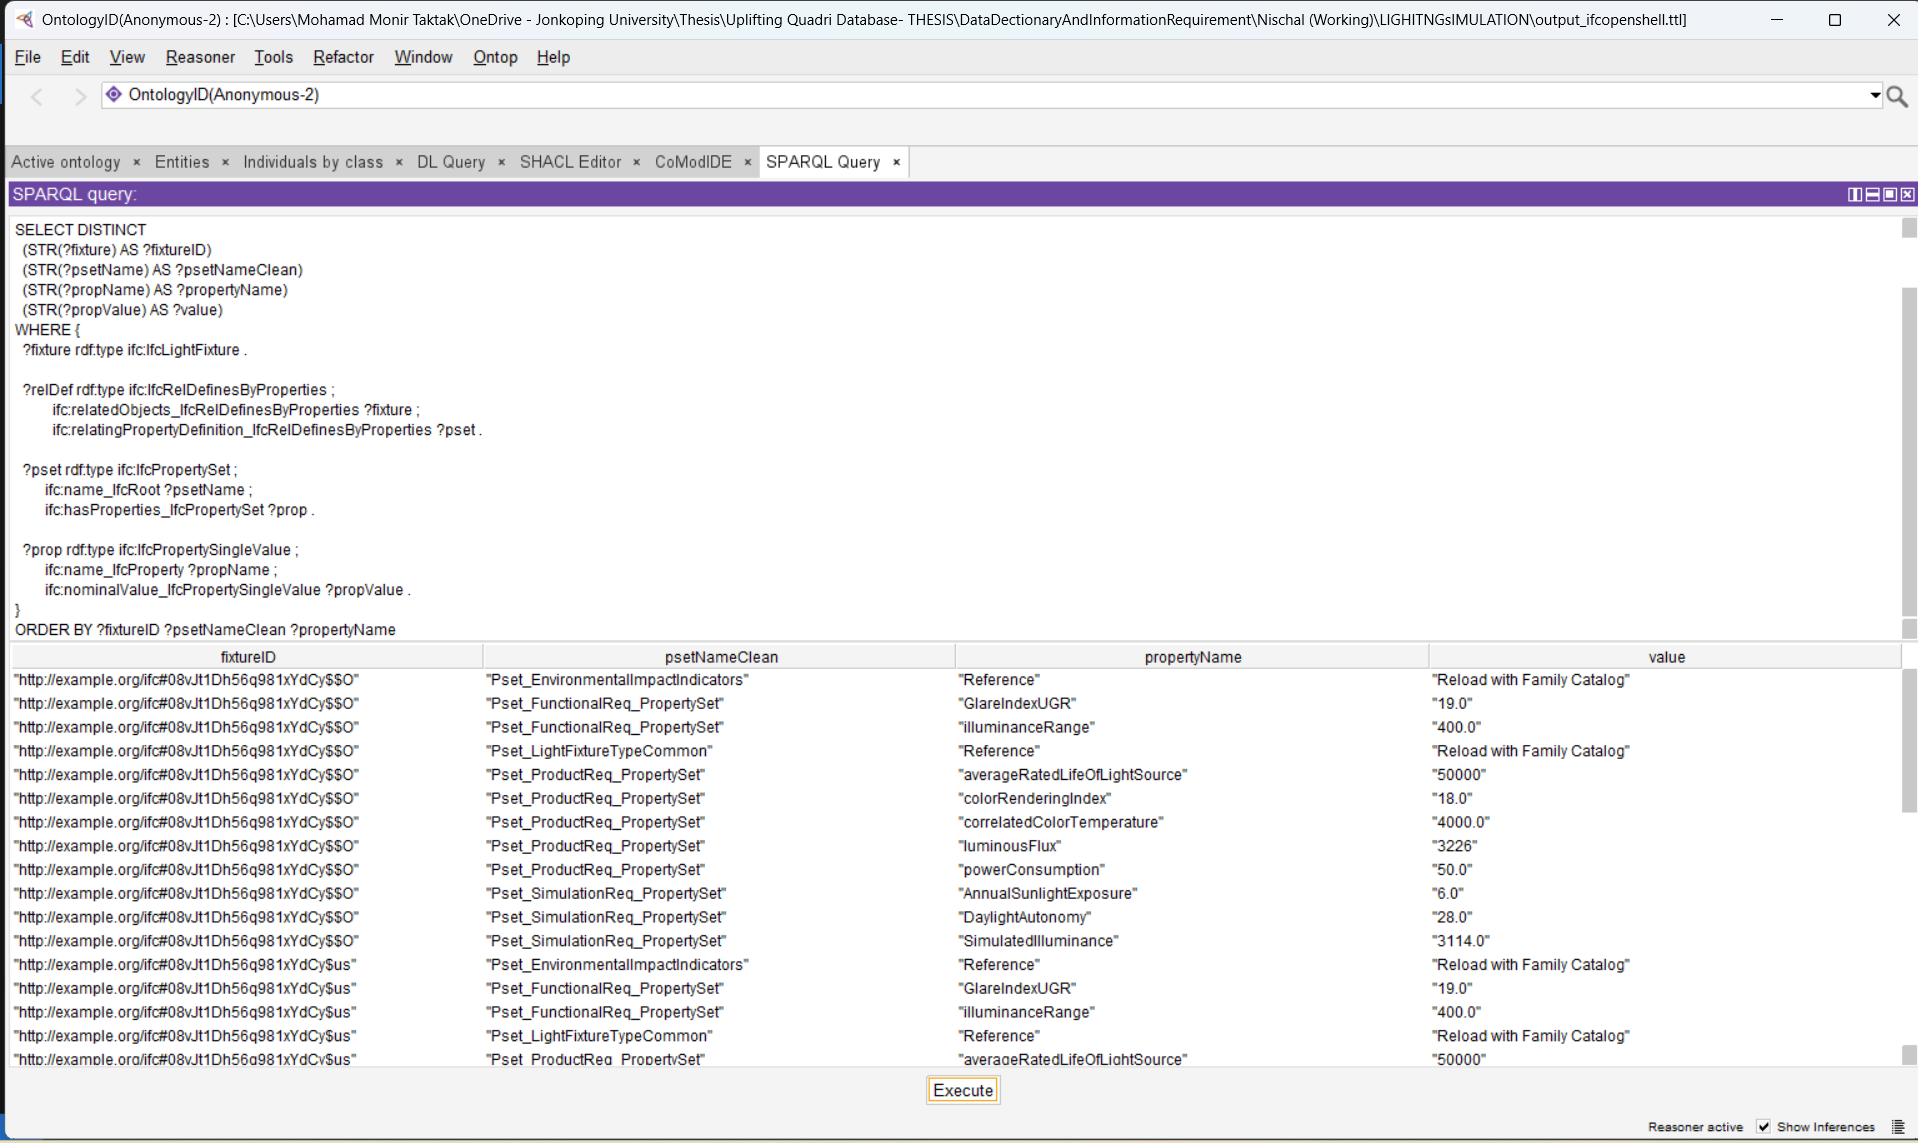 OntologyID(Anonymous-2) : [C:\Users\Mohamad Monir Taktak\OneDrive - Jonkoping University\Thesis\Uplifting Quadri Database- THESIS\DataDectionaryAndInformationRequirement\Nischal (Working)\LIGHITNGsIMULATION\output_ifcopenshell.ttl]
File Edit View Reasoner Tools Refactor Window Ontop Help
OntologyID(Anonymous-2)
Active ontology × Entities × Individuals by class × DL Query × SHACL Editor × CoModIDE × SPARQL Query ×
SPARQL query:
SELECT DISTINCT
(STR(?fixture) AS ?fixtureID)
(STR(?psetName) AS ?psetNameClean)
(STR(?propName) AS ?propertyName)
(STR(?propValue) AS ?value)
WHERE {
?fixture rdf:type ifc:IfcLightFixture .
?relDef rdf:type ifc:IfcRelDefinesByProperties ;
ifc:relatedObjects_IfcRelDefinesByProperties ?fixture ;
ifc:relatingPropertyDefinition_IfcRelDefinesByProperties ?pset .
?pset rdf:type ifc:IfcPropertySet ;
ifc:name_IfcRoot ?psetName ;
ifc:hasProperties_IfcPropertySet ?prop .
?prop rdf:type ifc:IfcPropertySingleValue ;
ifc:name_IfcProperty ?propName ;
ifc:nominalValue_IfcPropertySingleValue ?propValue .
}
ORDER BY ?fixtureID ?psetNameClean ?propertyName
fixtureID psetNameClean propertyName value
"http://example.org/ifc#08vJt1Dh56q981xYdCy$$O" "Pset_EnvironmentalImpactIndicators" "Reference" "Reload with Family Catalog"
"http://example.org/ifc#08vJt1Dh56q981xYdCy$$O" "Pset_FunctionalReq_PropertySet" "GlareIndexUGR" "19.0"
"http://example.org/ifc#08vJt1Dh56q981xYdCy$$O" "Pset_FunctionalReq_PropertySet" "illuminanceRange" "400.0"
"http://example.org/ifc#08vJt1Dh56q981xYdCy$$O" "Pset_LightFixtureTypeCommon" "Reference" "Reload with Family Catalog"
"http://example.org/ifc#08vJt1Dh56q981xYdCy$$O" "Pset_ProductReq_PropertySet" "averageRatedLifeOfLightSource" "50000"
"http://example.org/ifc#08vJt1Dh56q981xYdCy$$O" "Pset_ProductReq_PropertySet" "colorRenderingIndex" "18.0"
"http://example.org/ifc#08vJt1Dh56q981xYdCy$$O" "Pset_ProductReq_PropertySet" "correlatedColorTemperature" "4000.0"
"http://example.org/ifc#08vJt1Dh56q981xYdCy$$O" "Pset_ProductReq_PropertySet" "luminousFlux" "3226"
"http://example.org/ifc#08vJt1Dh56q981xYdCy$$O" "Pset_ProductReq_PropertySet" "powerConsumption" "50.0"
"http://example.org/ifc#08vJt1Dh56q981xYdCy$$O" "Pset_SimulationReq_PropertySet" "AnnualSunlightExposure" "6.0"
"http://example.org/ifc#08vJt1Dh56q981xYdCy$$O" "Pset_SimulationReq_PropertySet" "DaylightAutonomy" "28.0"
"http://example.org/ifc#08vJt1Dh56q981xYdCy$$O" "Pset_SimulationReq_PropertySet" "SimulatedIlluminance" "3114.0"
"http://example.org/ifc#08vJt1Dh56q981xYdCy$us" "Pset_EnvironmentalImpactIndicators" "Reference" "Reload with Family Catalog"
"http://example.org/ifc#08vJt1Dh56q981xYdCy$us" "Pset_FunctionalReq_PropertySet" "GlareIndexUGR" "19.0"
"http://example.org/ifc#08vJt1Dh56q981xYdCy$us" "Pset_FunctionalReq_PropertySet" "illuminanceRange" "400.0"
"http://example.org/ifc#08vJt1Dh56q981xYdCy$us" "Pset_LightFixtureTypeCommon" "Reference" "Reload with Family Catalog"
"http://example.org/ifc#08vJt1Dh56q981xYdCy$us" "Pset_ProductReq_PropertySet" "averageRatedLifeOfLightSource" "50000"
Execute
Reasoner active Show Inferences